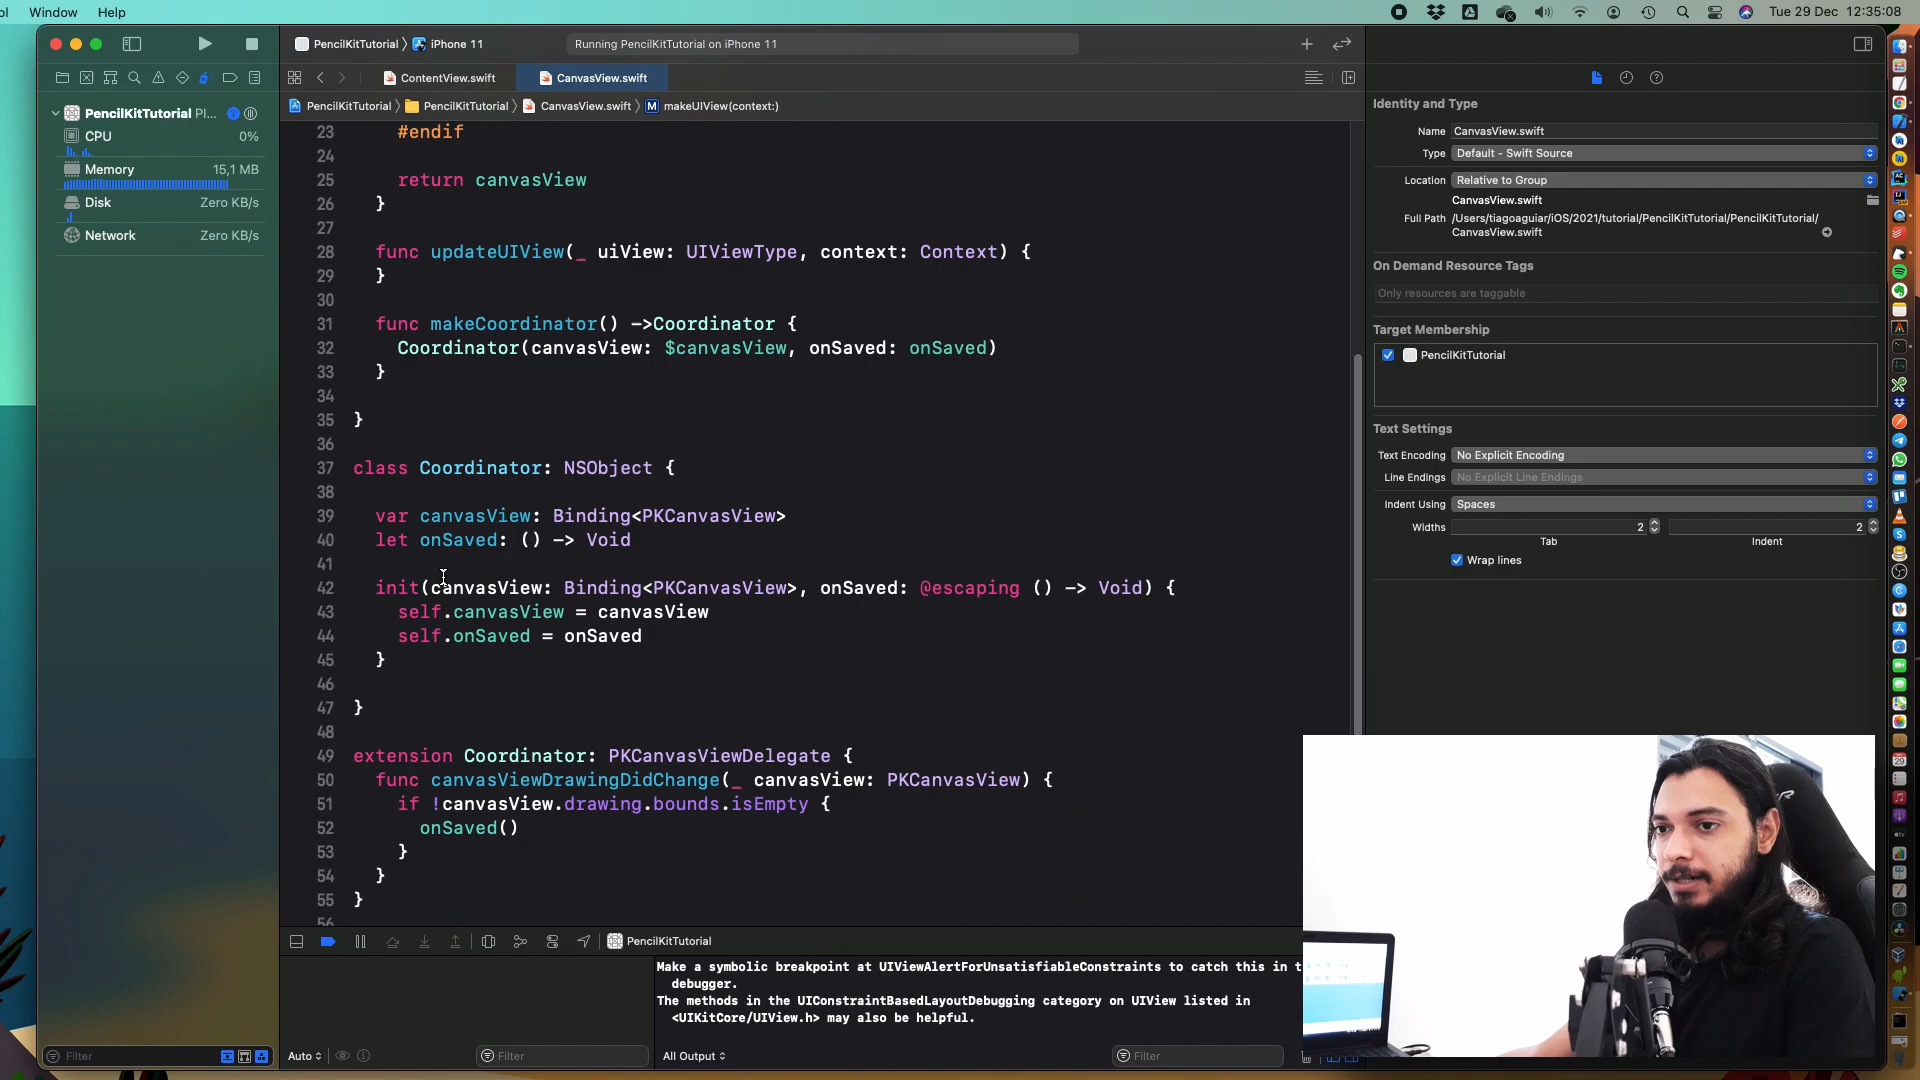 ol Window Help Tue 29 Dec 12:35:08
PencilKitTutorial iPhone 11 Running PencilKitTutorial on iPhone 11
ContentView.swift CanvasView.swift
PencilKitTutorial PencilKitTutorial CanvasView.swift M makeUIView(context:)
PencilKitTutorial Pl...
CPU 0%
Memory 15,1 MB
Disk Zero KB/s
Network Zero KB/s
Filter
23 #endif
24
25 return canvasView
26 }
27
28 func updateUIView(_ uiView: UIViewType, context: Context) {
29 }
30
31 func makeCoordinator() ->Coordinator {
32 Coordinator(canvasView: $canvasView, onSaved: onSaved)
33 }
34
35 }
36
37 class Coordinator: NSObject {
38
39 var canvasView: Binding<PKCanvasView>
40 let onSaved: () -> Void
41
42 init(canvasView: Binding<PKCanvasView>, onSaved: @escaping () -> Void) {
43 self.canvasView = canvasView
44 self.onSaved = onSaved
45 }
46
47 }
48
49 extension Coordinator: PKCanvasViewDelegate {
50 func canvasViewDrawingDidChange(_ canvasView: PKCanvasView) {
51 if !canvasView.drawing.bounds.isEmpty {
52 onSaved()
53 }
54 }
55 }
56
PencilKitTutorial
Make a symbolic breakpoint at UIViewAlertForUnsatisfiableConstraints to catch this in t
debugger.
The methods in the UIConstraintBasedLayoutDebugging category on UIView listed in
<UIKitCore/UIView.h> may also be helpful.
Auto Filter All Output Filter
Identity and Type
Name CanvasView.swift
Type Default - Swift Source
Location Relative to Group
CanvasView.swift
Full Path /Users/tiagoaguiar/iOS/2021/tutorial/PencilKitTutorial/PencilKitTutorial/
CanvasView.swift
On Demand Resource Tags
Only resources are taggable
Target Membership
PencilKitTutorial
Text Settings
Text Encoding No Explicit Encoding
Line Endings No Explicit Line Endings
Indent Using Spaces
Widths 2 2
Tab Indent
Wrap lines